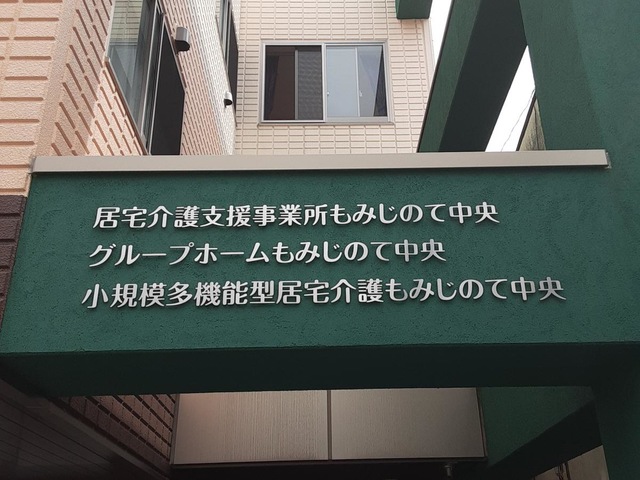 居宅介護支援事業所もみじのて中央
グループホームもみじのて中央
小規模多機能型居宅介護もみじのて中央